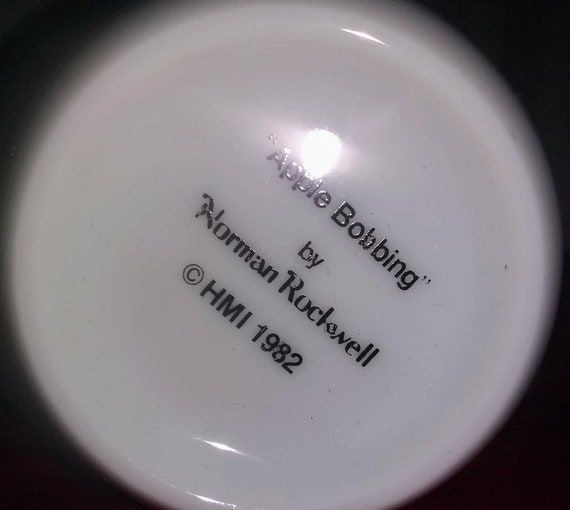 "Apple Bobbing"
by
Norman Rockwell
© HMI 1982